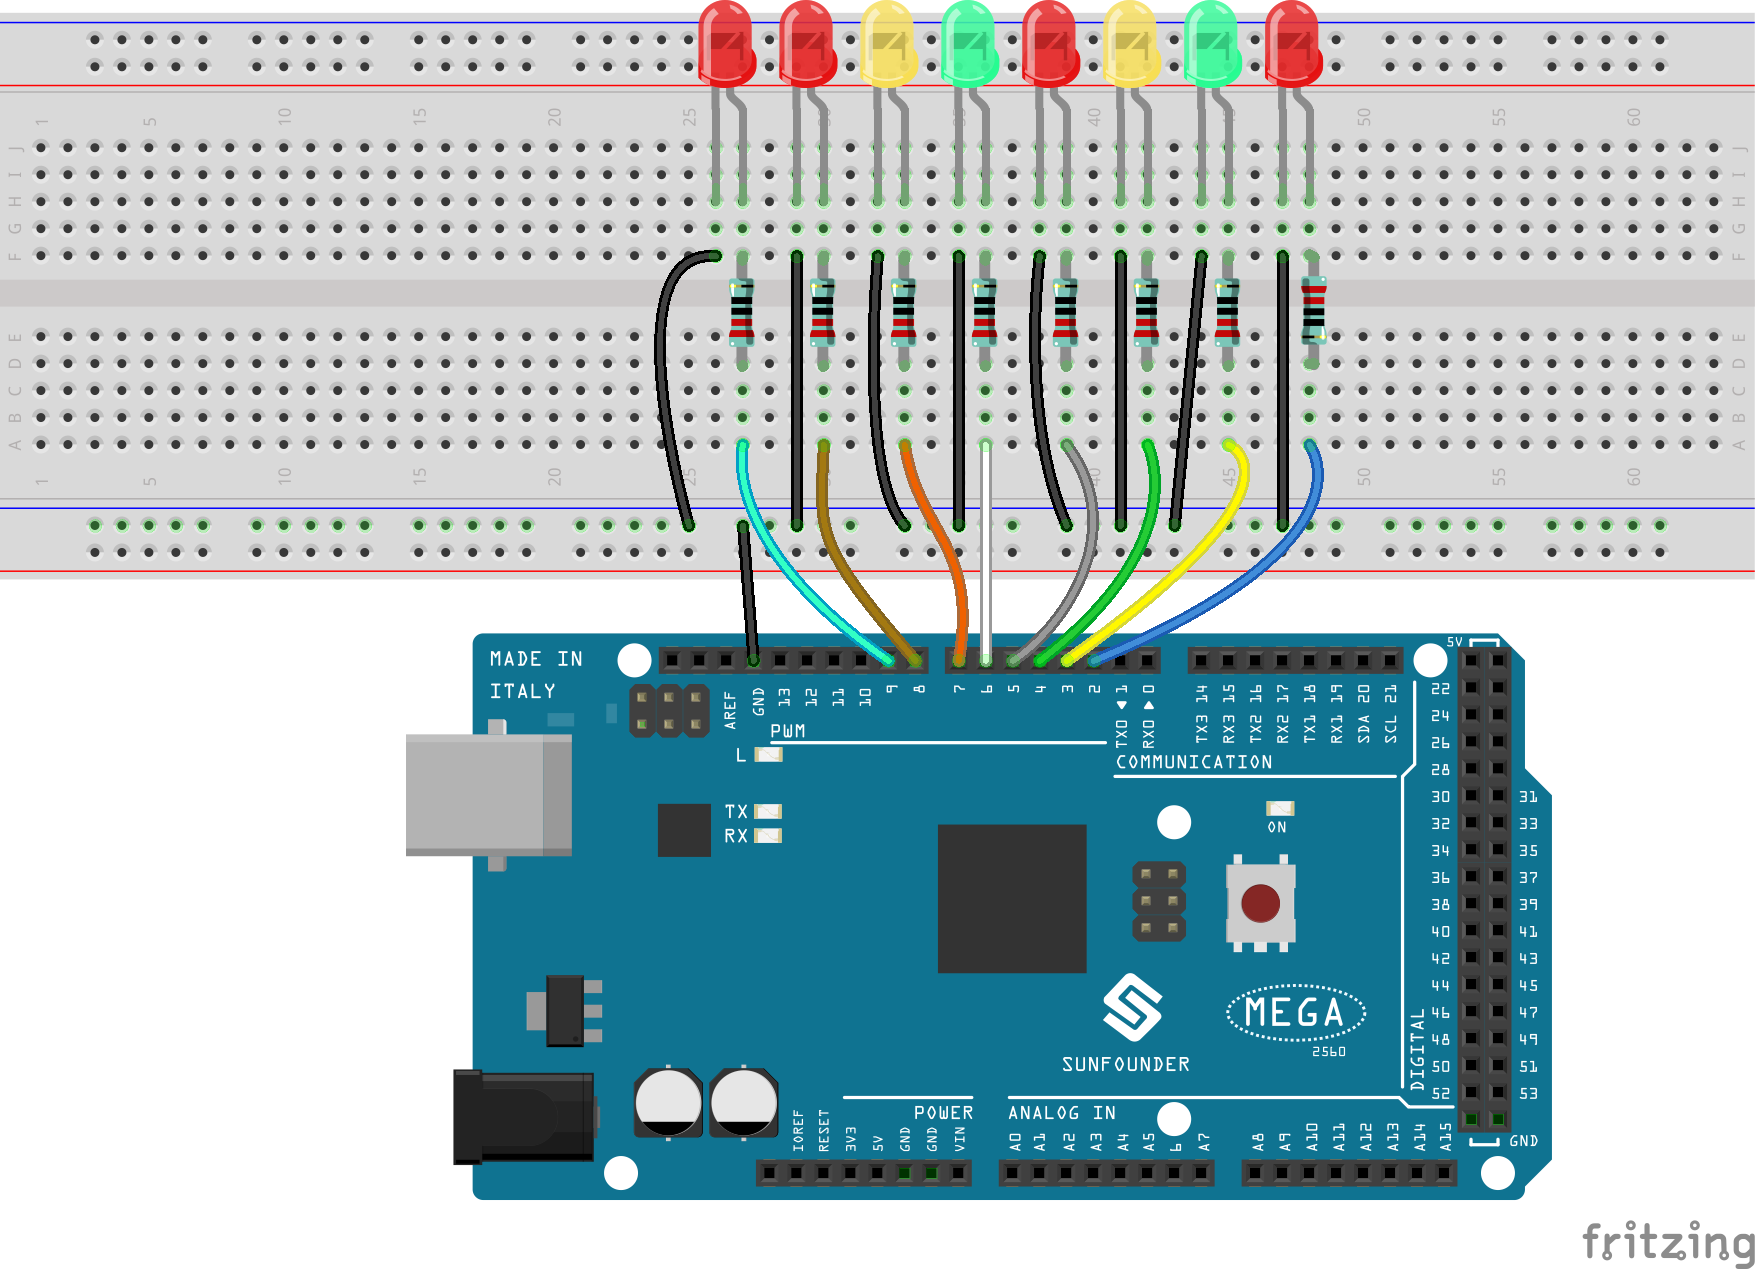 1 5 10 15 20 25 30 35 40 45 50 55 60
J J
I I
H H
G G
F F
E E
D D
C C
B B
A A
1 5 10 15 20 25 40 45 50 55 60
MADE IN
ITALY
AREF GND 13 12 11 10 9 8 7 6 5 4 3 2 TX0 1 RX0 0 TX3 14 RX3 15 TX2 16 RX2 17 TX1 18 RX1 19 SDA 20 SCL 21
5V
PWM
COMMUNICATION
L
TX
RX
ON
22
24
26
28
30 31
32 33
34 35
36 37
38 39
40 41
42 43
44 45
46 47
48 49
50 51
52 53
GND
DIGITAL
MEGA
2560
SUNFOUNDER
POWER
ANALOG IN
IOREF RESET 3V3 5V GND GND VIN A0 A1 A2 A3 A4 A5 6 A7 A8 A9 A10 A11 A12 A13 A14 A15
fritzing